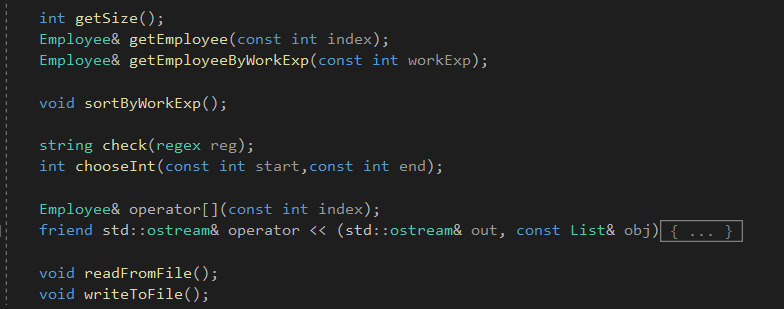 int getSize();
Employee& getEmployee(const int index);
Employee& getEmployeeByWorkExp(const int workExp);
void sortByWorkExp();
string check(regex reg);
int chooseInt(const int start,const int end);
Employee& operator[](const int index);
friend std::ostream& operator << (std::ostream& out, const List& obj){ ... }
void readFromFile();
void writeToFile();